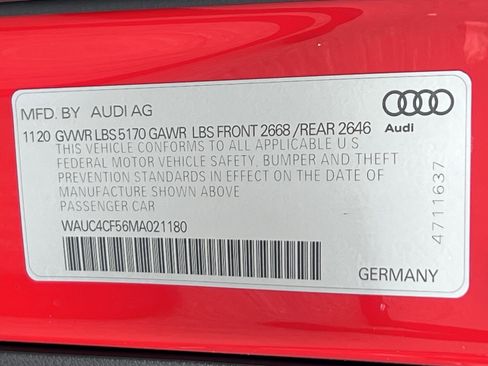 MFD. BY AUDI AG
1120 GVWR LBS 5170 GAWR LBS FRONT 2668 /REAR 2646
Audi
THIS VEHICLE CONFORMS TO ALL APPLICABLE U S
FEDERAL MOTOR VEHICLE SAFETY, BUMPER AND THEFT
PREVENTION STANDARDS IN EFFECT ON THE DATE OF
MANUFACTURE SHOWN ABOVE
PASSENGER CAR
WAUC4CF56MA021180
4711637
GERMANY